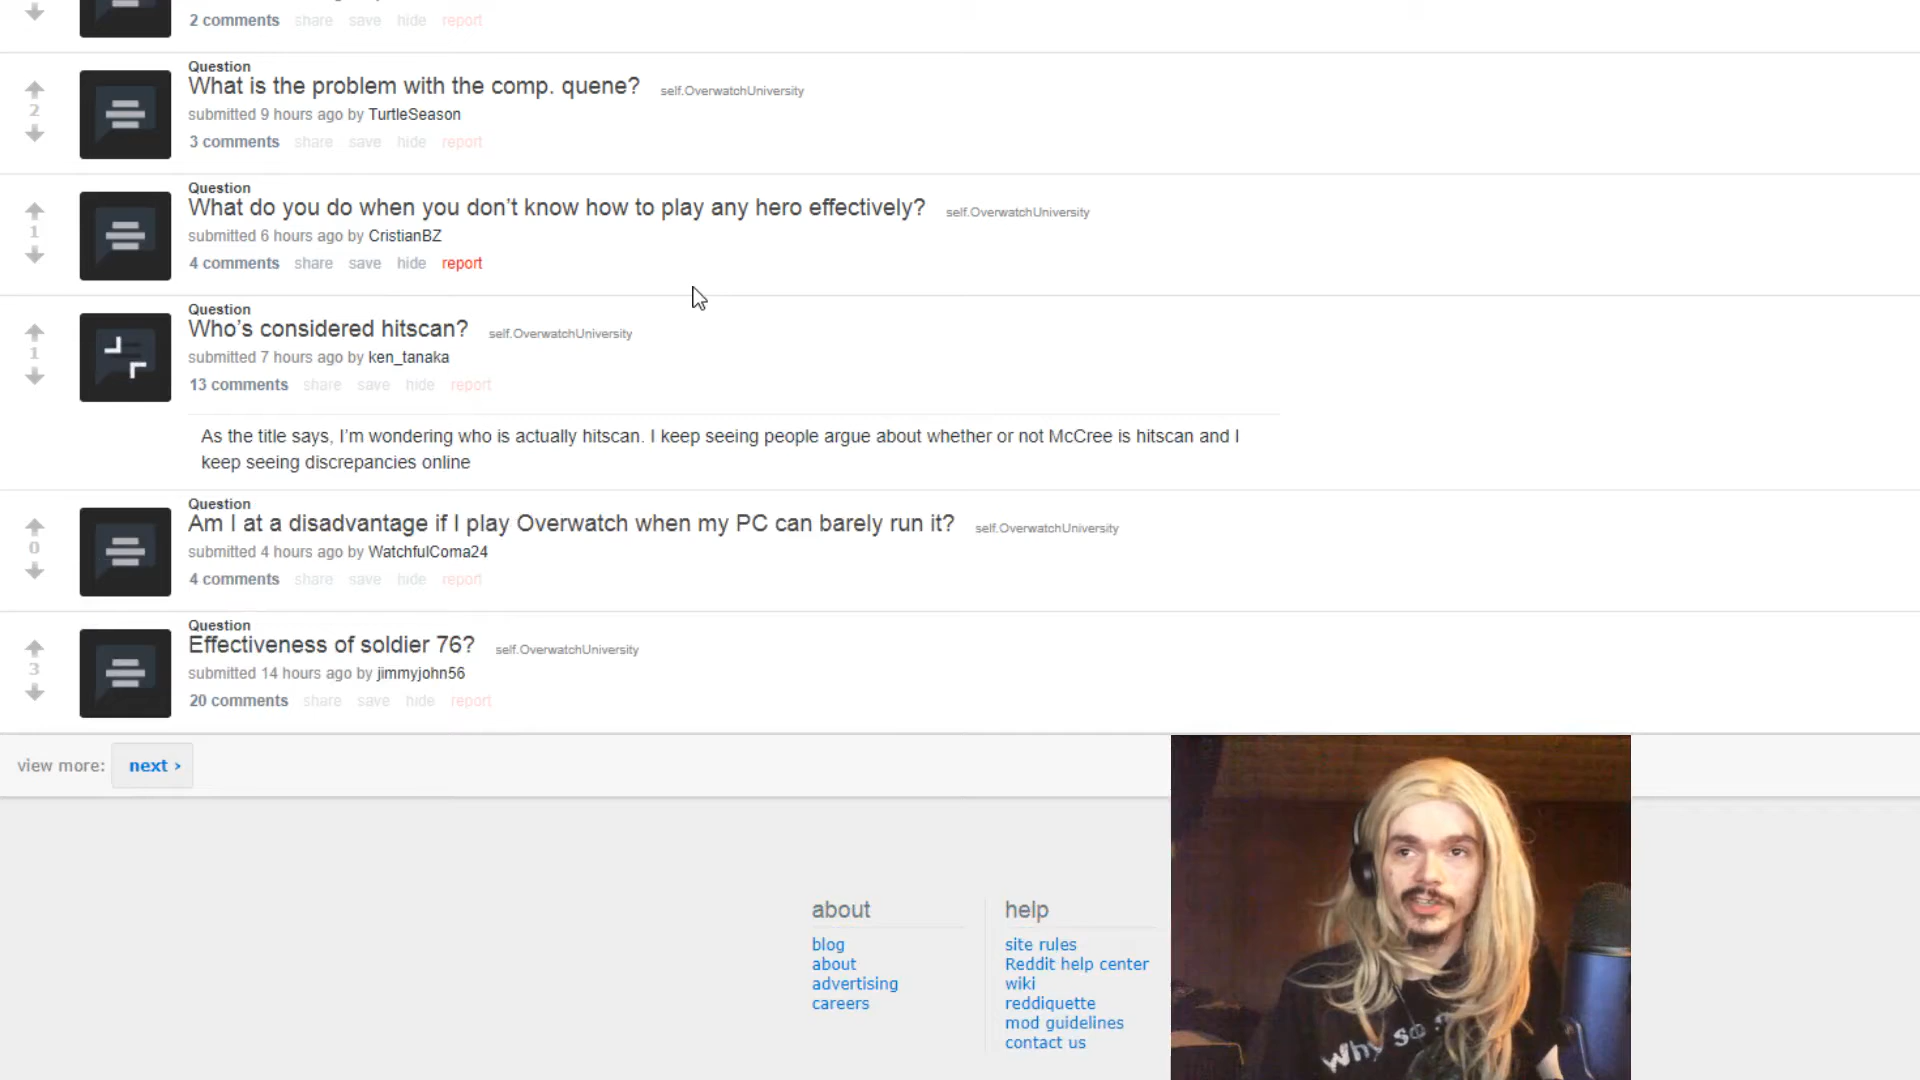 2 comments share save hide report
Question
What is the problem with the comp. quene? self.OverwatchUniversity
2
submitted 9 hours ago by TurtleSeason
3 comments share save hide report
Question
What do you do when you don't know how to play any hero effectively? self.OverwatchUniversity
1
submitted 6 hours ago by CristianBZ
4 comments share save hide report
Question
Who's considered hitscan? self.OverwatchUniversity
1
submitted 7 hours ago by ken_tanaka
13 comments share save hide report
As the title says, I'm wondering who is actually hitscan. I keep seeing people argue about whether or not McCree is hitscan and I
keep seeing discrepancies online
Question
Am I at a disadvantage if I play Overwatch when my PC can barely run it? self.OverwatchUniversity
0
submitted 4 hours ago by WatchfulComa24
4 comments share save hide report
Question
Effectiveness of soldier 76? self.OverwatchUniversity
3
submitted 14 hours ago by jimmyjohn56
20 comments share save hide report
view more: next ›
about
blog
about
advertising
careers
help
site rules
Reddit help center
wiki
reddiquette
mod guidelines
contact us
Why so